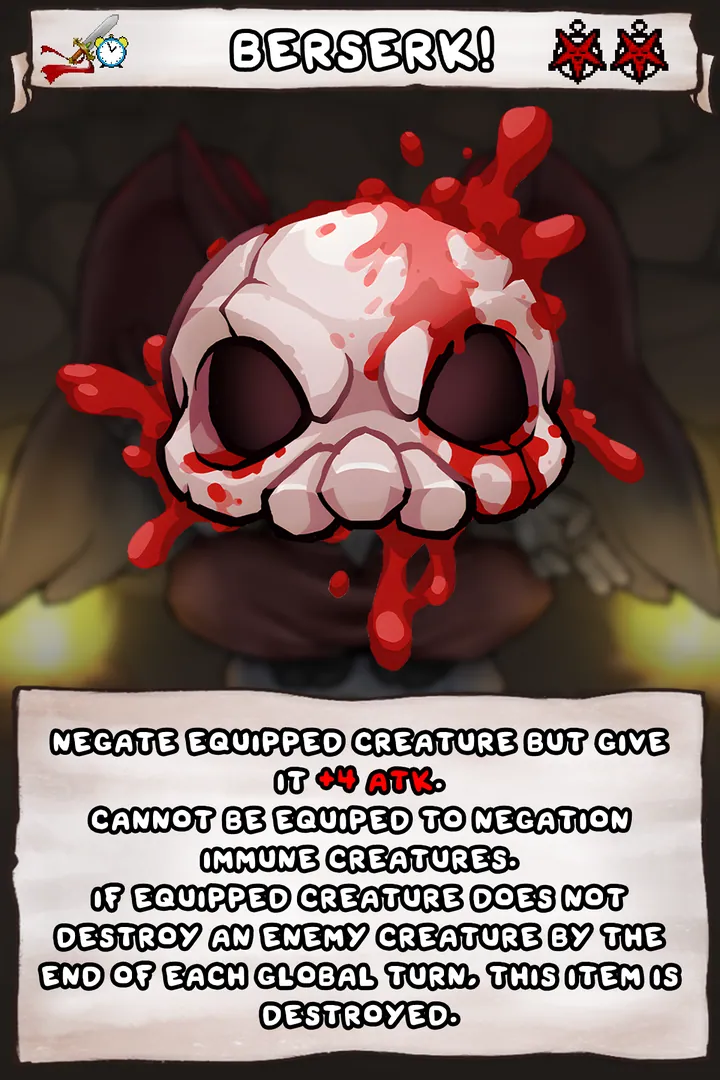 BERSERK!
NEGATE EQUIPPED CREATURE BUT GIVE
IT +4 ATK.
CANNOT BE EQUIPED TO NEGATION
IMMUNE CREATURES.
IF EQUIPPED CREATURE DOES NOT
DESTROY AN ENEMY CREATURE BY THE
END OF EACH GLOBAL TURN, THIS ITEM IS
DESTROYED.